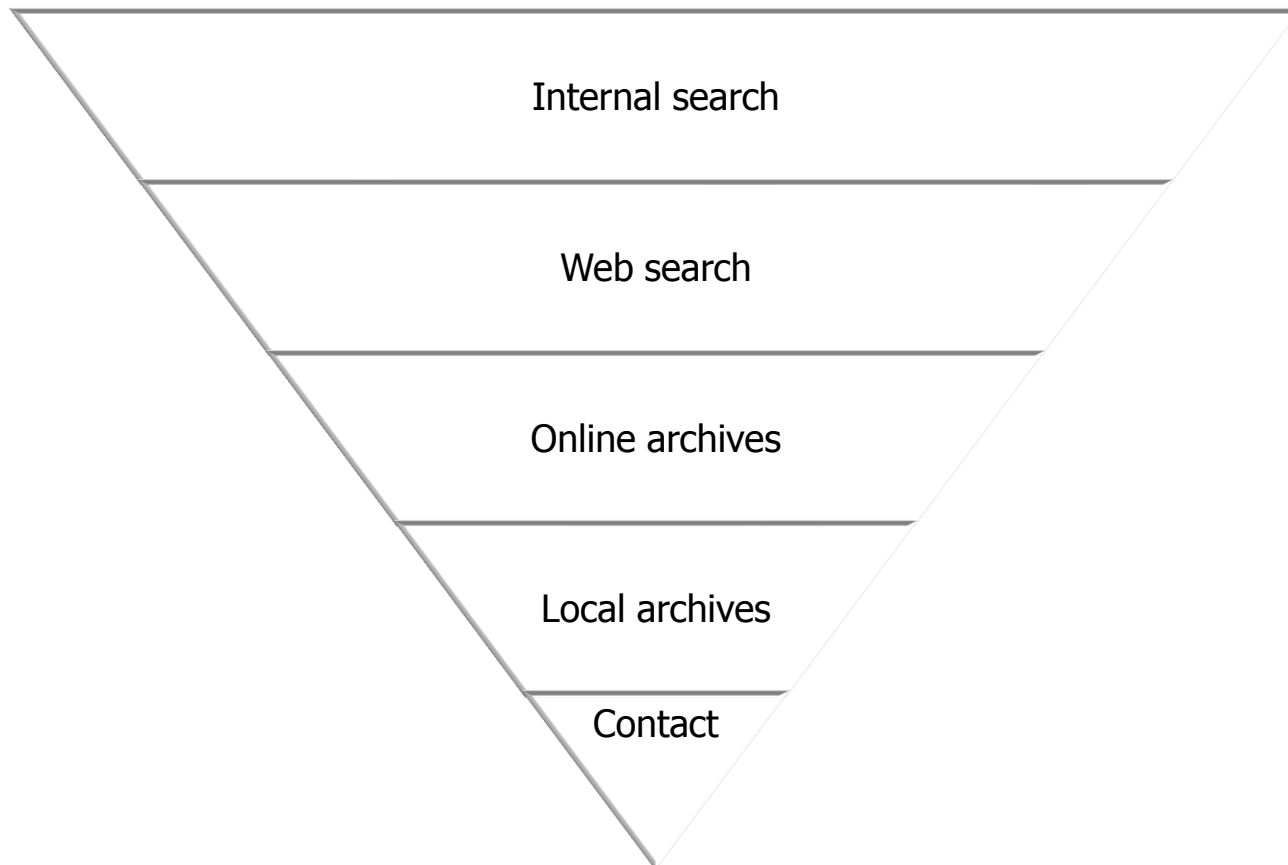 Internal search
Web search
Online archives
Local archives
Contact